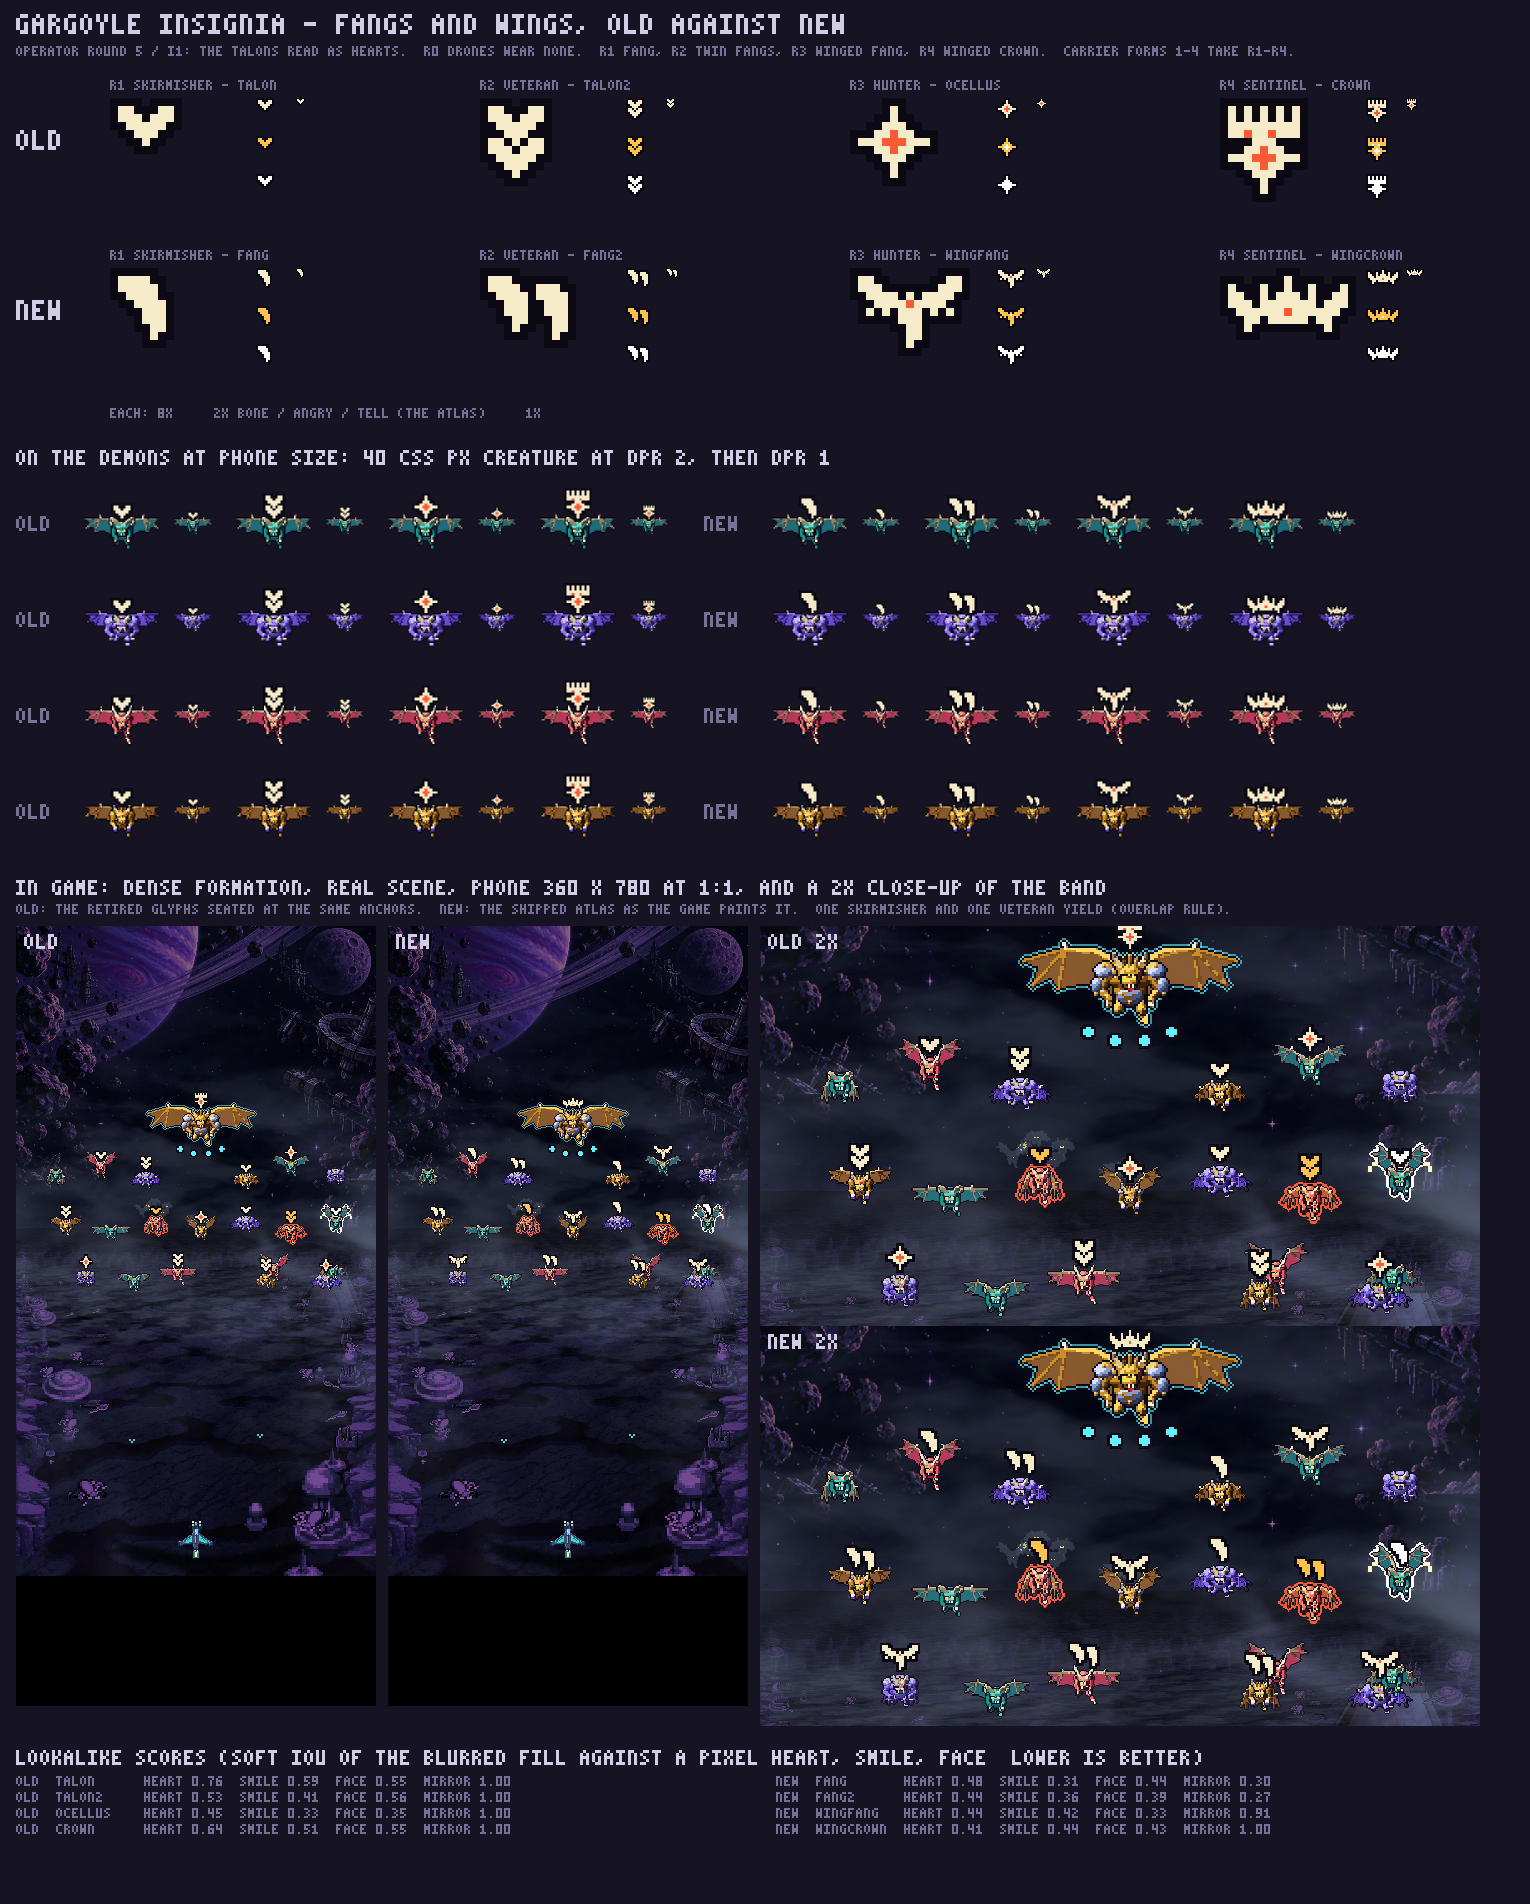 GARGOYLE INSIGNIA - FANGS AND WINGS, OLD AGAINST NEW
OPERATOR ROUND 5 / I1: THE TALONS READ AS HEARTS. R0 DRONES WEAR NONE. R1 FANG, R2 TWIN FANGS, R3 WINGED FANG, R4 WINGED CROWN. CARRIER FORMS 1-4 TAKE R1-R4.
R1 SKIRMISHER - TALON
R2 VETERAN - TALON2
R3 HUNTER - OCELLUS
R4 SENTINEL - CROWN
OLD
R1 SKIRMISHER - FANG
R2 VETERAN - FANG2
R3 HUNTER - WINGFANG
R4 SENTINEL - WINGCROWN
NEW
EACH: 8X 2X BONE / ANGRY / TELL (THE ATLAS) 1X
ON THE DEMONS AT PHONE SIZE: 40 CSS PX CREATURE AT DPR 2, THEN DPR 1
OLD NEW
OLD NEW
OLD NEW
OLD NEW
IN GAME: DENSE FORMATION, REAL SCENE, PHONE 360 X 780 AT 1:1, AND A 2X CLOSE-UP OF THE BAND
OLD: THE RETIRED GLYPHS SEATED AT THE SAME ANCHORS. NEW: THE SHIPPED ATLAS AS THE GAME PAINTS IT. ONE SKIRMISHER AND ONE VETERAN YIELD (OVERLAP RULE).
OLD
NEW
OLD 2X
NEW 2X
LOOKALIKE SCORES (SOFT IOU OF THE BLURRED FILL AGAINST A PIXEL HEART, SMILE, FACE LOWER IS BETTER)
OLD TALON HEART 0.76 SMILE 0.59 FACE 0.55 MIRROR 1.00
OLD TALON2 HEART 0.53 SMILE 0.41 FACE 0.56 MIRROR 1.00
OLD OCELLUS HEART 0.45 SMILE 0.33 FACE 0.35 MIRROR 1.00
OLD CROWN HEART 0.64 SMILE 0.51 FACE 0.55 MIRROR 1.00
NEW FANG HEART 0.48 SMILE 0.31 FACE 0.44 MIRROR 0.30
NEW FANG2 HEART 0.44 SMILE 0.36 FACE 0.39 MIRROR 0.27
NEW WINGFANG HEART 0.44 SMILE 0.42 FACE 0.33 MIRROR 0.91
NEW WINGCROWN HEART 0.41 SMILE 0.44 FACE 0.43 MIRROR 1.00